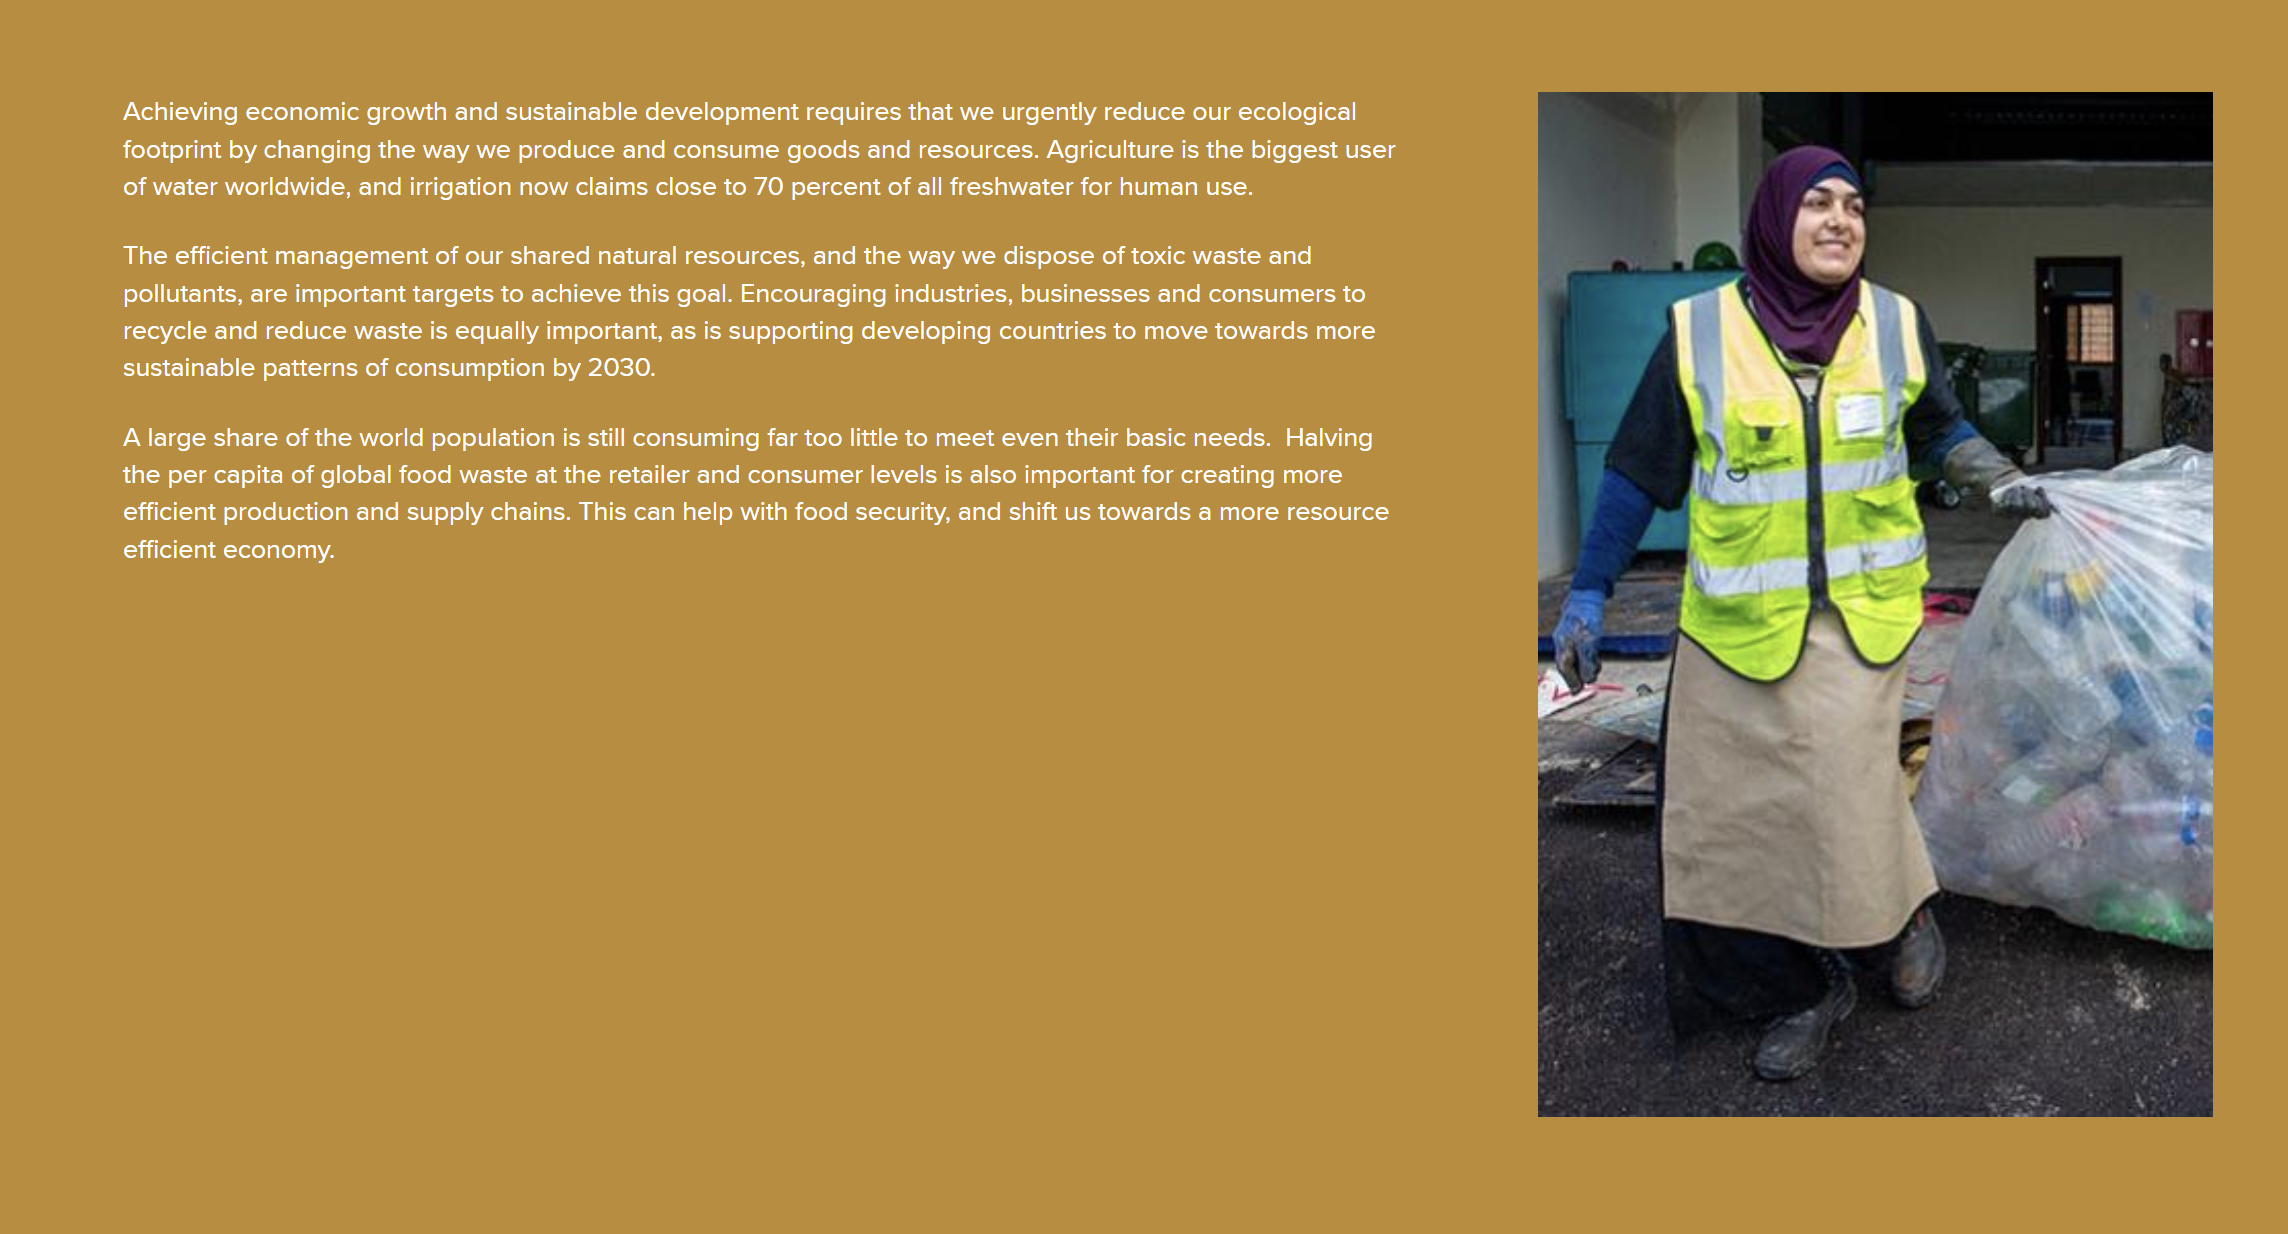 Achieving economic growth and sustainable development requires that we urgently reduce our ecological
footprint by changing the way we produce and consume goods and resources. Agriculture is the biggest user
of water worldwide, and irrigation now claims close to 70 percent of all freshwater for human use.
The efficient management of our shared natural resources, and the way we dispose of toxic waste and
pollutants, are important targets to achieve this goal. Encouraging industries, businesses and consumers to
recycle and reduce waste is equally important, as is supporting developing countries to move towards more
sustainable patterns of consumption by 2030.
A large share of the world population is still consuming far too little to meet even their basic needs.  Halving
the per capita of global food waste at the retailer and consumer levels is also important for creating more
efficient production and supply chains. This can help with food security, and shift us towards a more resource
efficient economy.